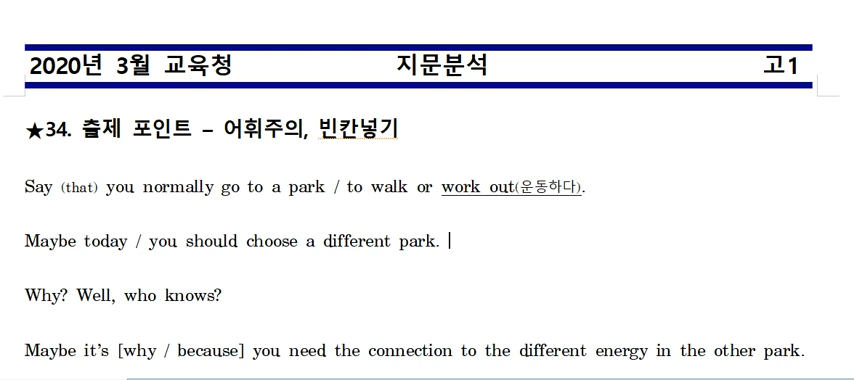 2020년 3월 교육청 지문분석 고1
★34. 출제 포인트 – 어휘주의, 빈칸넣기
Say (that) you normally go to a park / to walk or work out(운동하다).
Maybe today / you should choose a different park.
Why? Well, who knows?
Maybe it's [why / because] you need the connection to the different energy in the other park.